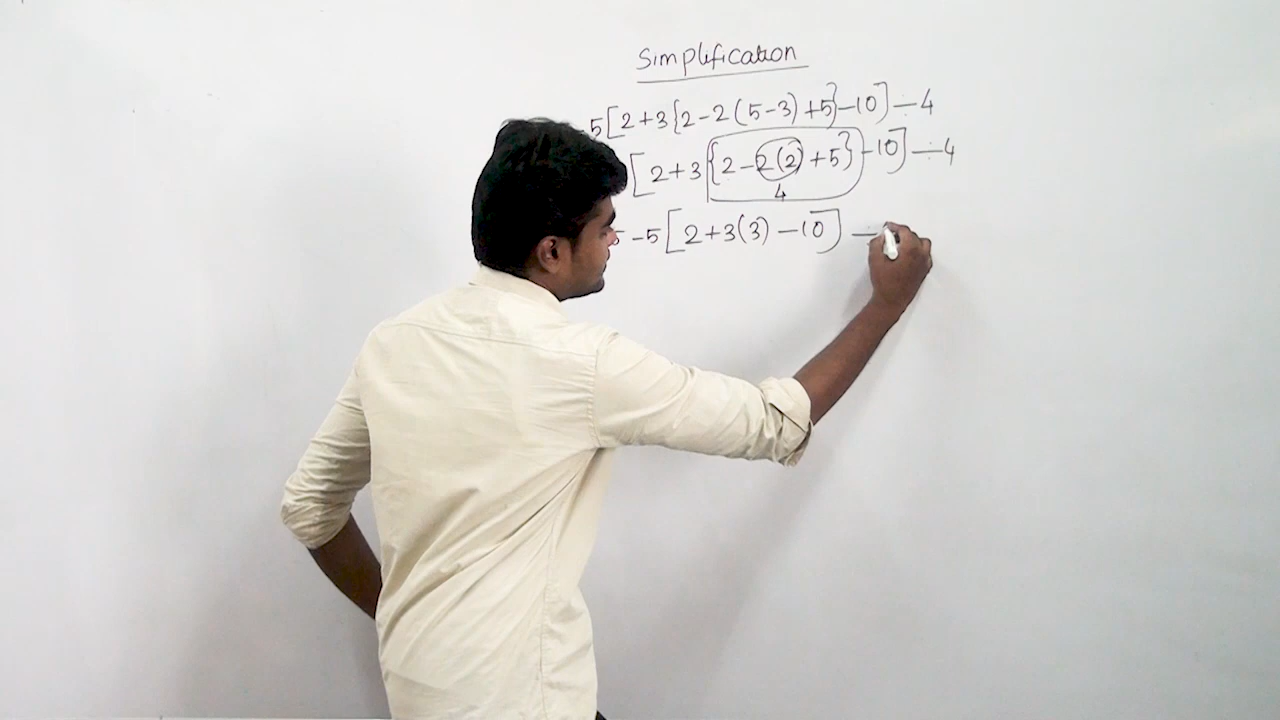 Simplification
5[2+3{2-2(5-3)+5}-10]÷4
[2+3{2-2(2)+5}-10]÷4
4
5-5[2+3(3)-10]÷